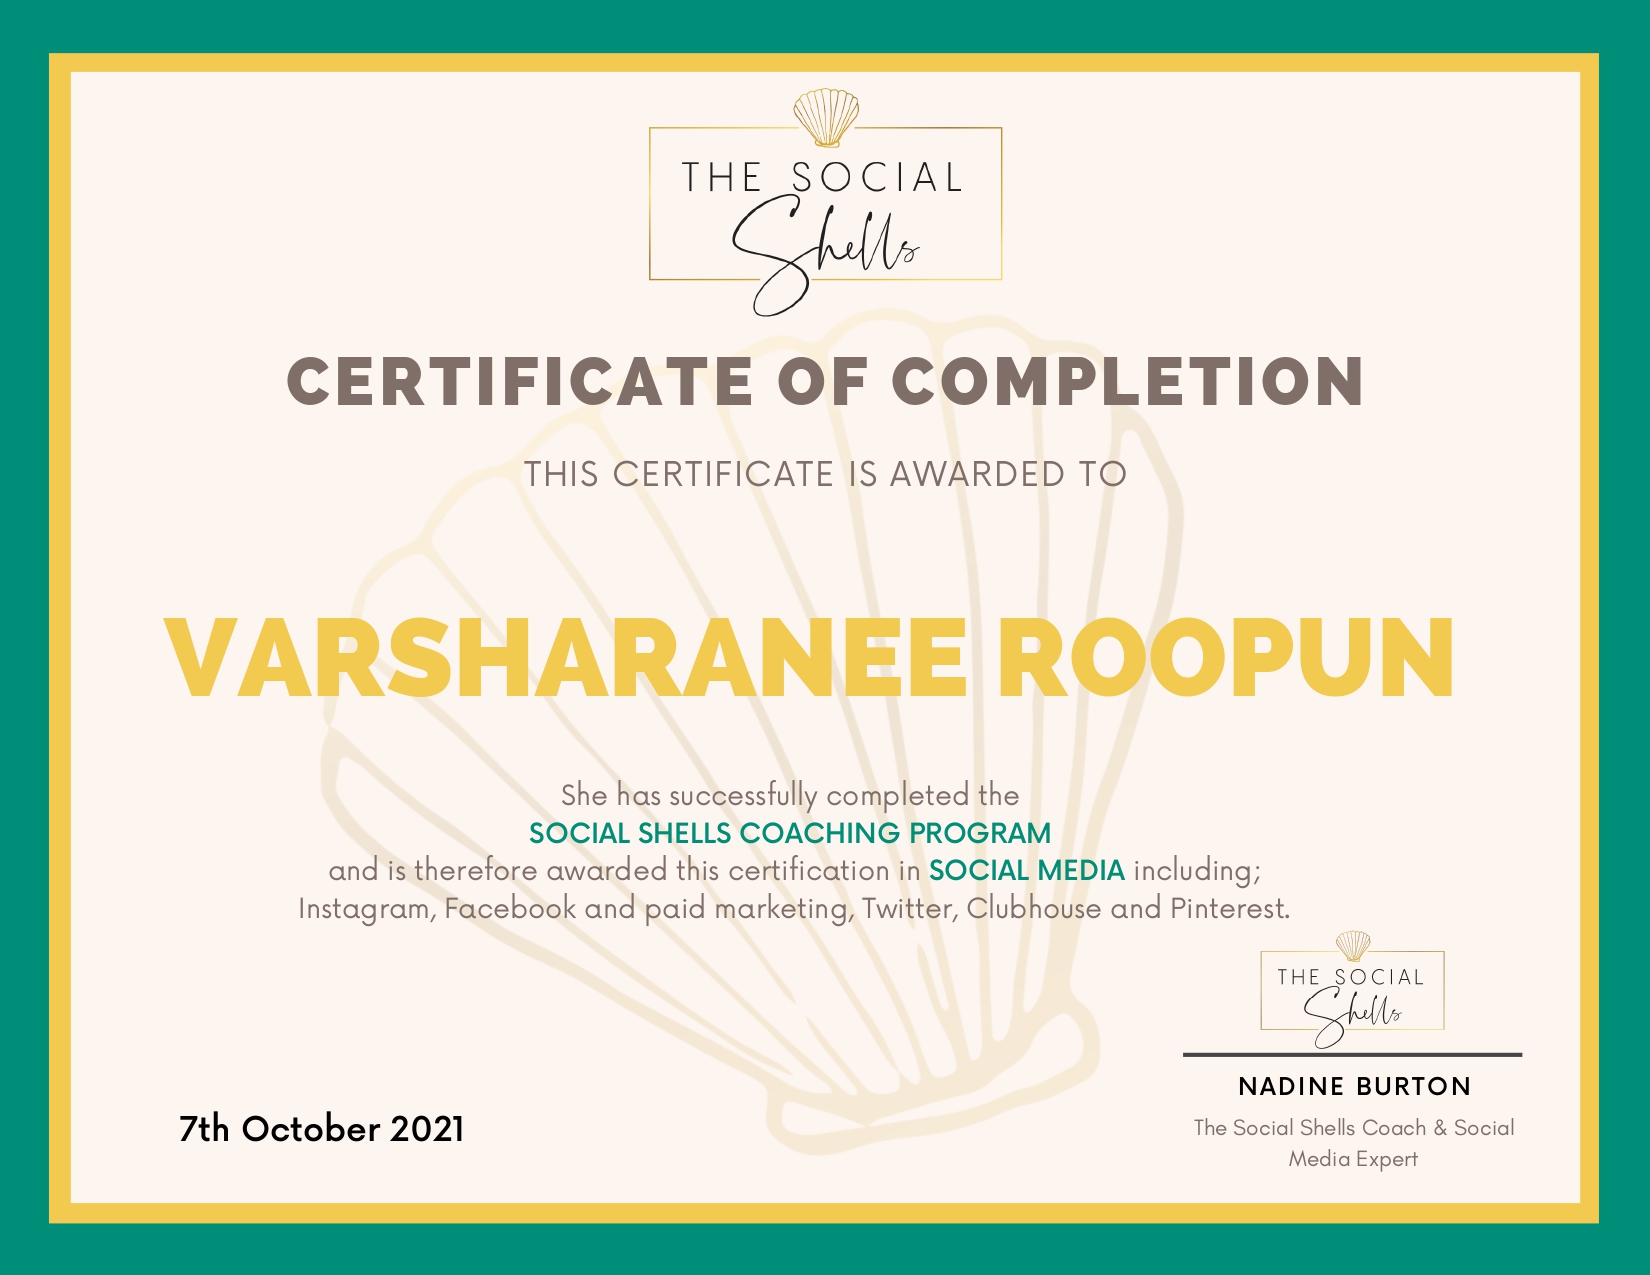 THE SOCIAL
Shells
CERTIFICATE OF COMPLETION
THIS CERTIFICATE IS AWARDED TO
VARSHARANEE ROOPUN
She has successfully completed the
SOCIAL SHELLS COACHING PROGRAM
and is therefore awarded this certification in SOCIAL MEDIA including;
Instagram, Facebook and paid marketing, Twitter, Clubhouse and Pinterest.
THE SOCIAL
Shells
NADINE BURTON
The Social Shells Coach & Social
Media Expert
7th October 2021